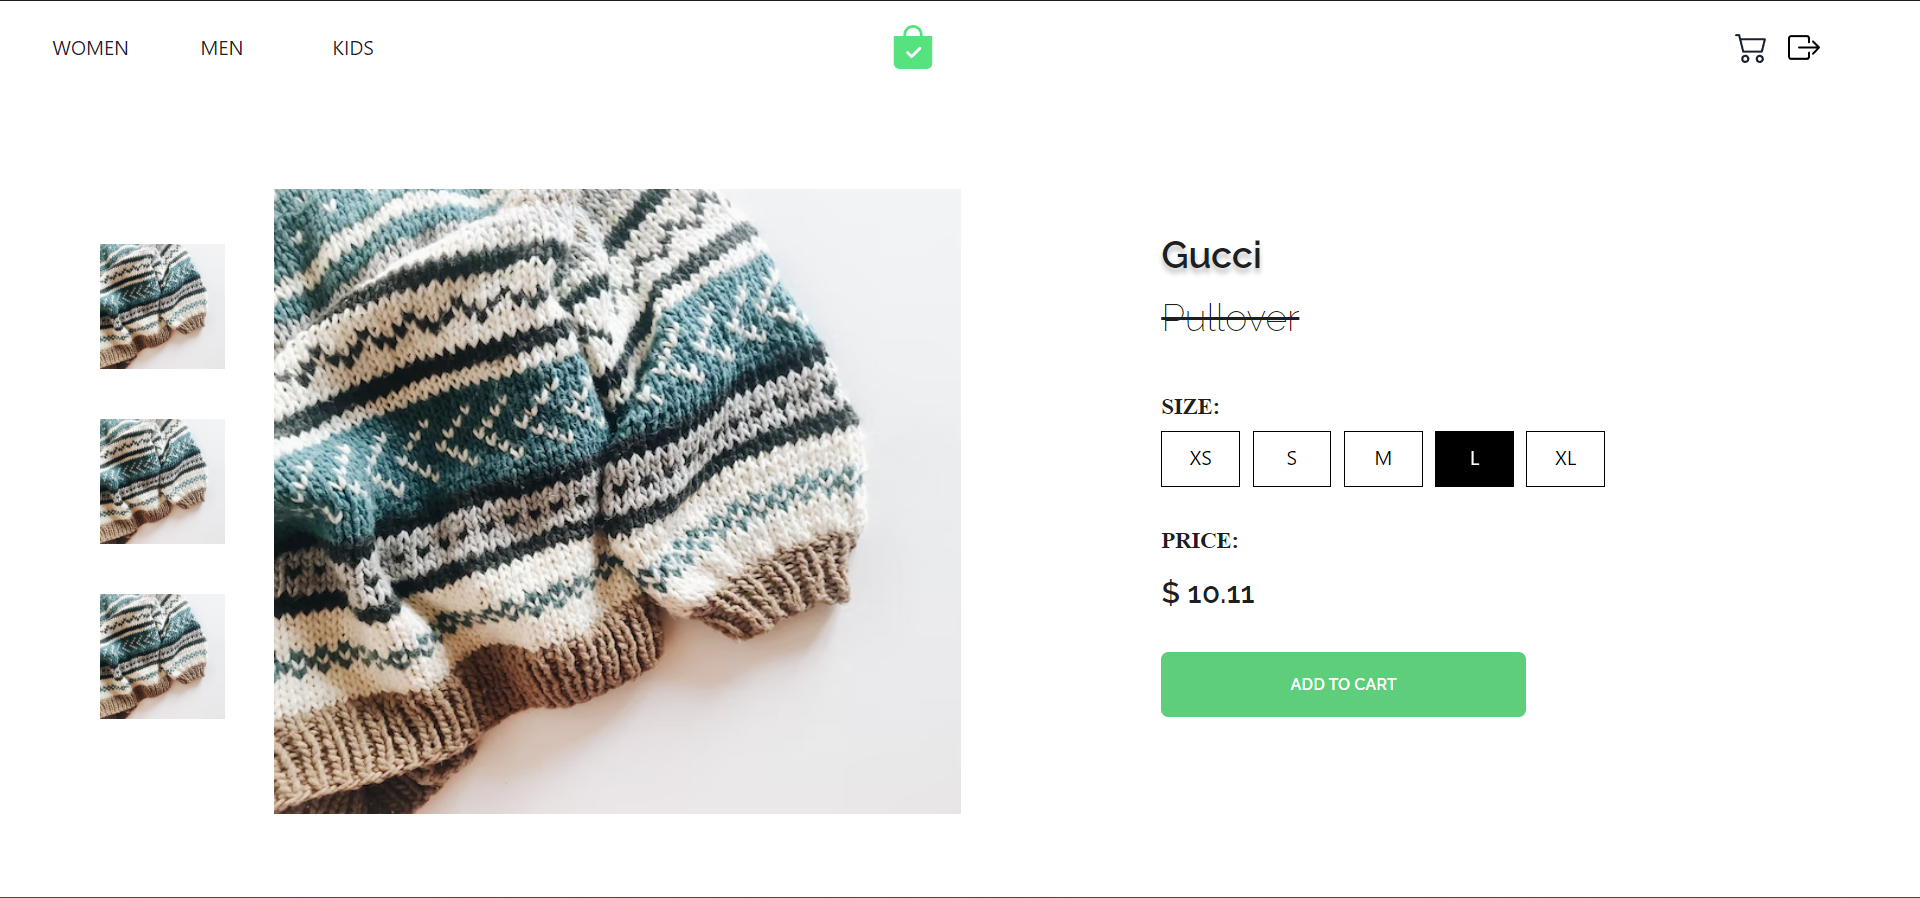 WOMEN MEN KIDS
Gucci
Pullover
SIZE:
XS S M L XL
PRICE:
$ 10.11
ADD TO CART